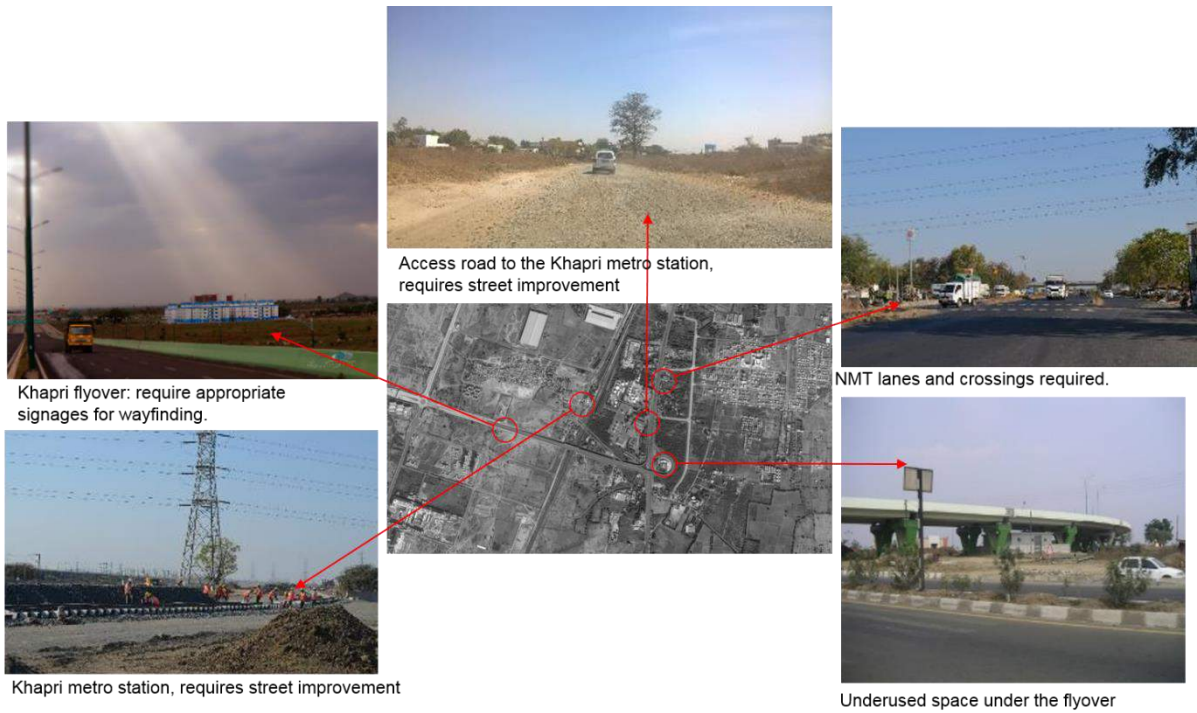 Access road to the Khapri metro station,
requires street improvement
Khapri flyover: require appropriate
signages for wayfinding.
NMT lanes and crossings required.
Khapri metro station, requires street improvement
Underused space under the flyover